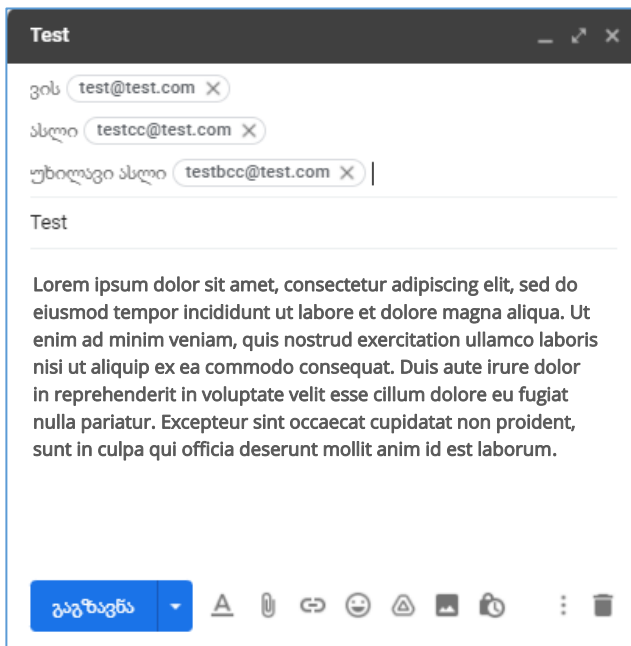 Test
ვის test@test.com
ასლი testcc@test.com
უხილავი ასლი testbcc@test.com
Test
Lorem ipsum dolor sit amet, consectetur adipiscing elit, sed do
eiusmod tempor incididunt ut labore et dolore magna aliqua. Ut
enim ad minim veniam, quis nostrud exercitation ullamco laboris
nisi ut aliquip ex ea commodo consequat. Duis aute irure dolor
in reprehenderit in voluptate velit esse cillum dolore eu fugiat
nulla pariatur. Excepteur sint occaecat cupidatat non proident,
sunt in culpa qui officia deserunt mollit anim id est laborum.
გაგზავნა